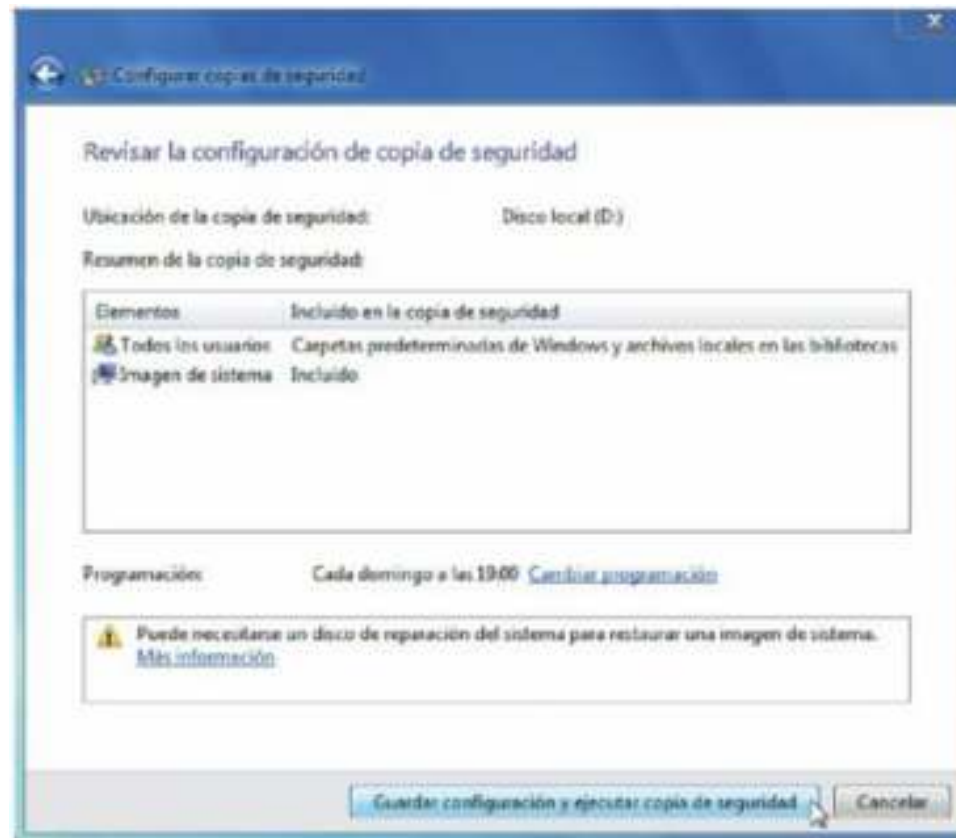 Configurar copias de seguridad
Revisar la configuración de copia de seguridad
Ubicación de la copia de seguridad: Disco local (D:)
Resumen de la copia de seguridad:
Elementos Incluido en la copia de seguridad
Todos los usuarios Carpetas predeterminadas de Windows y archivos locales en las bibliotecas
Imagen de sistema Incluido
Programación: Cada domingo a las 19:00 Cambiar programación
Puede necesitarse un disco de reparación del sistema para restaurar una imagen de sistema.
Más información
Guardar configuración y ejecutar copia de seguridad Cancelar